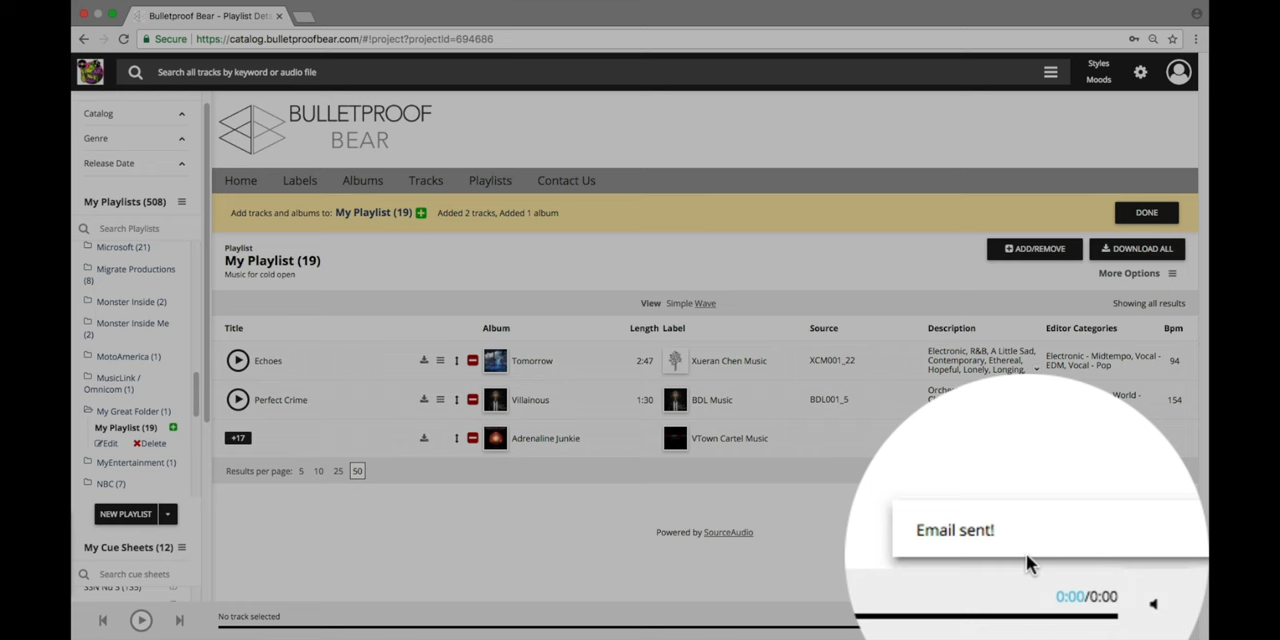 Bulletproof Bear - Playlist Deta
Secure https://catalog.bulletproofbear.com/#!project?projectId=694686
Search all tracks by keyword or audio file
Styles
Moods
Catalog
Genre
Release Date
My Playlists (508)
Search Playlists
Microsoft (21)
Migrate Productions
(8)
Monster Inside (2)
Monster Inside Me
(2)
MotoAmerica (1)
MusicLink /
Omnicom (1)
My Great Folder (1)
My Playlist (19)
Edit Delete
MyEntertainment (1)
NBC (7)
NEW PLAYLIST
My Cue Sheets (12)
Search cue sheets
BULLETPROOF
BEAR
Home Labels Albums Tracks Playlists Contact Us
Add tracks and albums to: My Playlist (19) Added 2 tracks, Added 1 album DONE
Playlist
My Playlist (19)
Music for cold open
ADD/REMOVE DOWNLOAD ALL
More Options
View Simple Wave Showing all results
Title Album Length Label Source Description Editor Categories Bpm
Echoes Tomorrow 2:47 Xueran Chen Music XCM001_22 Electronic, R&B, A Little Sad, Contemporary, Ethereal, Hopeful, Lonely, Longing, Electronic - Midtempo, Vocal - EDM, Vocal - Pop 94
Perfect Crime Villainous 1:30 BDL Music BDL001_5 World - 154
+17 Adrenaline Junkie VTown Cartel Music
Results per page: 5 10 25 50
Powered by SourceAudio
Email sent!
No track selected
0:00/0:00